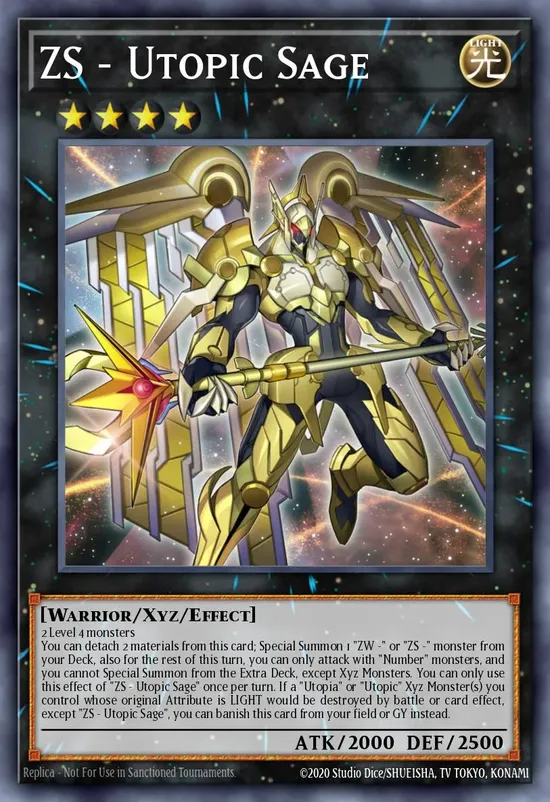 ZS - Utopic Sage
LIGHT
光
[Warrior/Xyz/Effect]
2 Level 4 monsters
You can detach 2 materials from this card; Special Summon 1 "ZW -" or "ZS -" monster from
your Deck, also for the rest of this turn, you can only attack with "Number" monsters, and
you cannot Special Summon from the Extra Deck, except Xyz Monsters. You can only use
this effect of "ZS - Utopic Sage" once per turn. If a "Utopia" or "Utopic" Xyz Monster(s) you
control whose original Attribute is LIGHT would be destroyed by battle or card effect,
except "ZS - Utopic Sage", you can banish this card from your field or GY instead.
ATK/2000 DEF/2500
Replica - Not For Use in Sanctioned Tournaments
©2020 Studio Dice/SHUEISHA, TV TOKYO, KONAMI